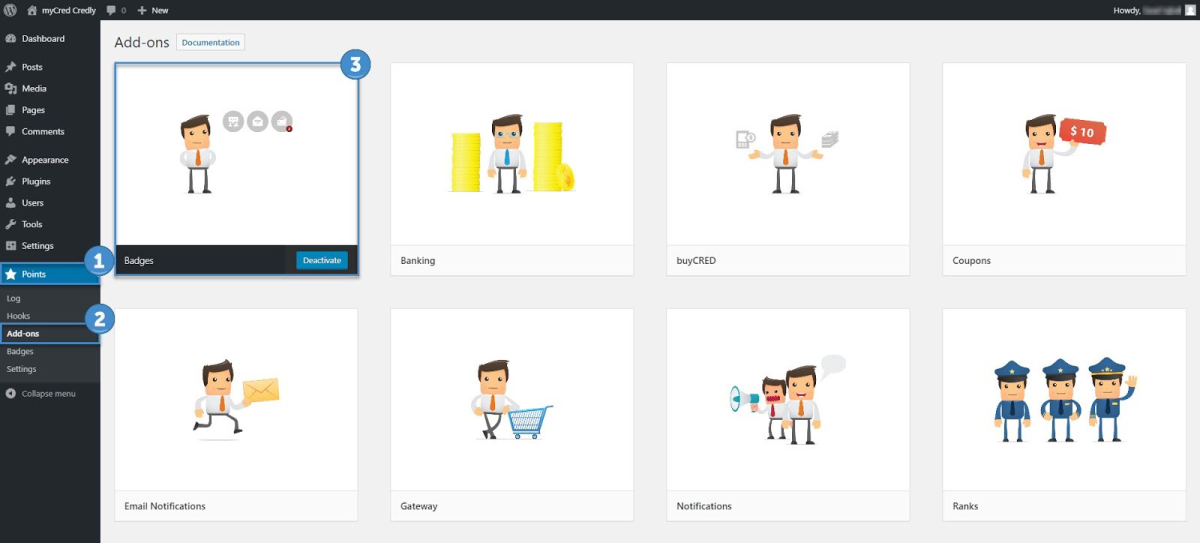 myCred Credly 0 + New Howdy,
Dashboard
Posts
Media
Pages
Comments
Appearance
Plugins
Users
Tools
Settings
Points
1
Log
Hooks
Add-ons
2
Badges
Settings
Collapse menu
Add-ons Documentation
3
$ 10
Badges Deactivate
Banking
buyCRED
Coupons
Email Notifications
Gateway
Notifications
Ranks